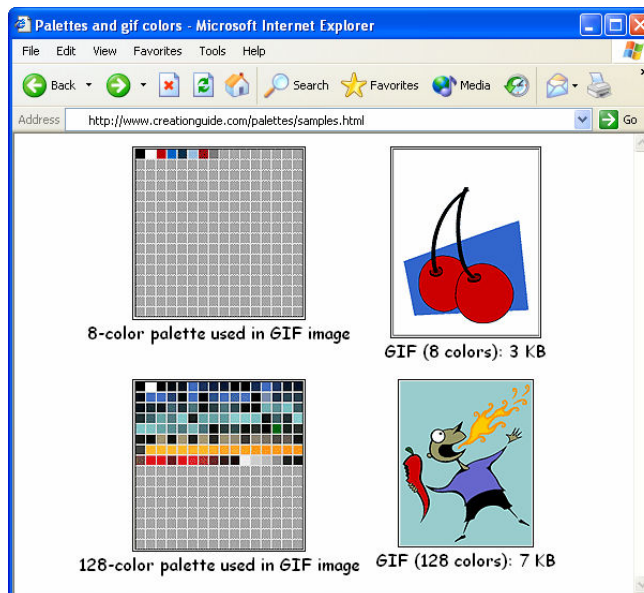 Palettes and gif colors - Microsoft Internet Explorer
File Edit View Favorites Tools Help
Back Search Favorites Media
Address http://www.creationguide.com/palettes/samples.html Go
8-color palette used in GIF image
GIF (8 colors): 3 KB
128-color palette used in GIF image
GIF (128 colors): 7 KB